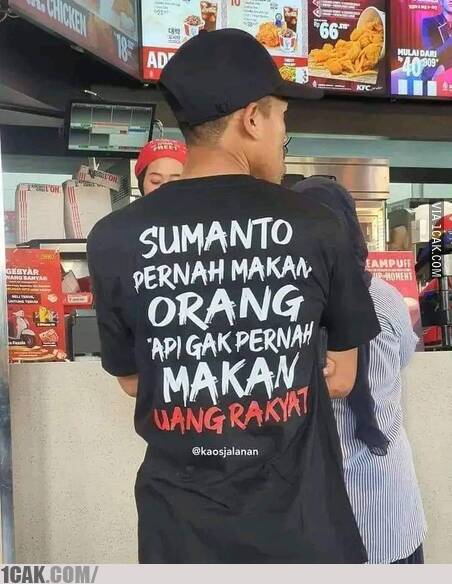 CHICKEN
66
KFC
MULAI DARI
40
SUMANTO
PERNAH MAKAN
ORANG
TAPI GAK PERNAH
MAKAN
UANG RAKYAT
@kaosjalanan
VIA 1CAK.COM
1CAK.COM/